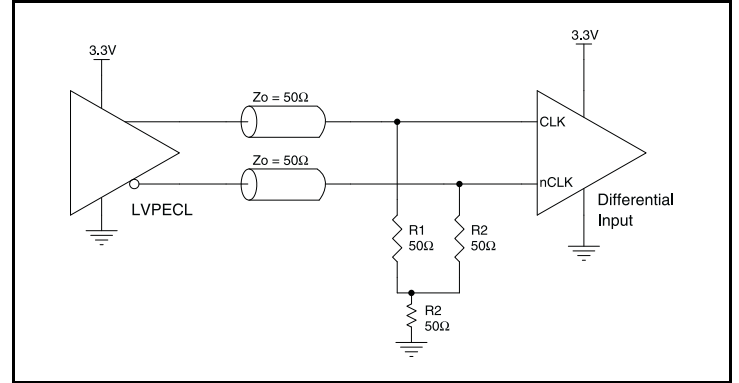 3.3V
3.3V
Zo = 50Ω
CLK
Zo = 50Ω
nCLK
LVPECL
Differential
Input
R1
50Ω
R2
50Ω
R2
50Ω